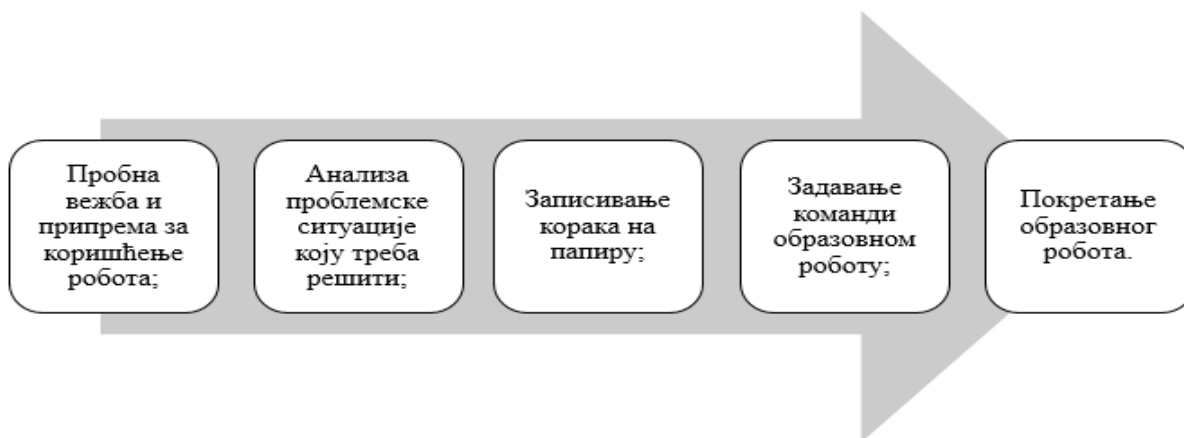 Пробна
вежба и
припрема за
коришћење
робота;
Анализа
проблемске
ситуације
коју треба
решити;
Записивање
корака на
папиру;
Задавање
команди
образовном
роботу;
Покретање
образовног
робота.